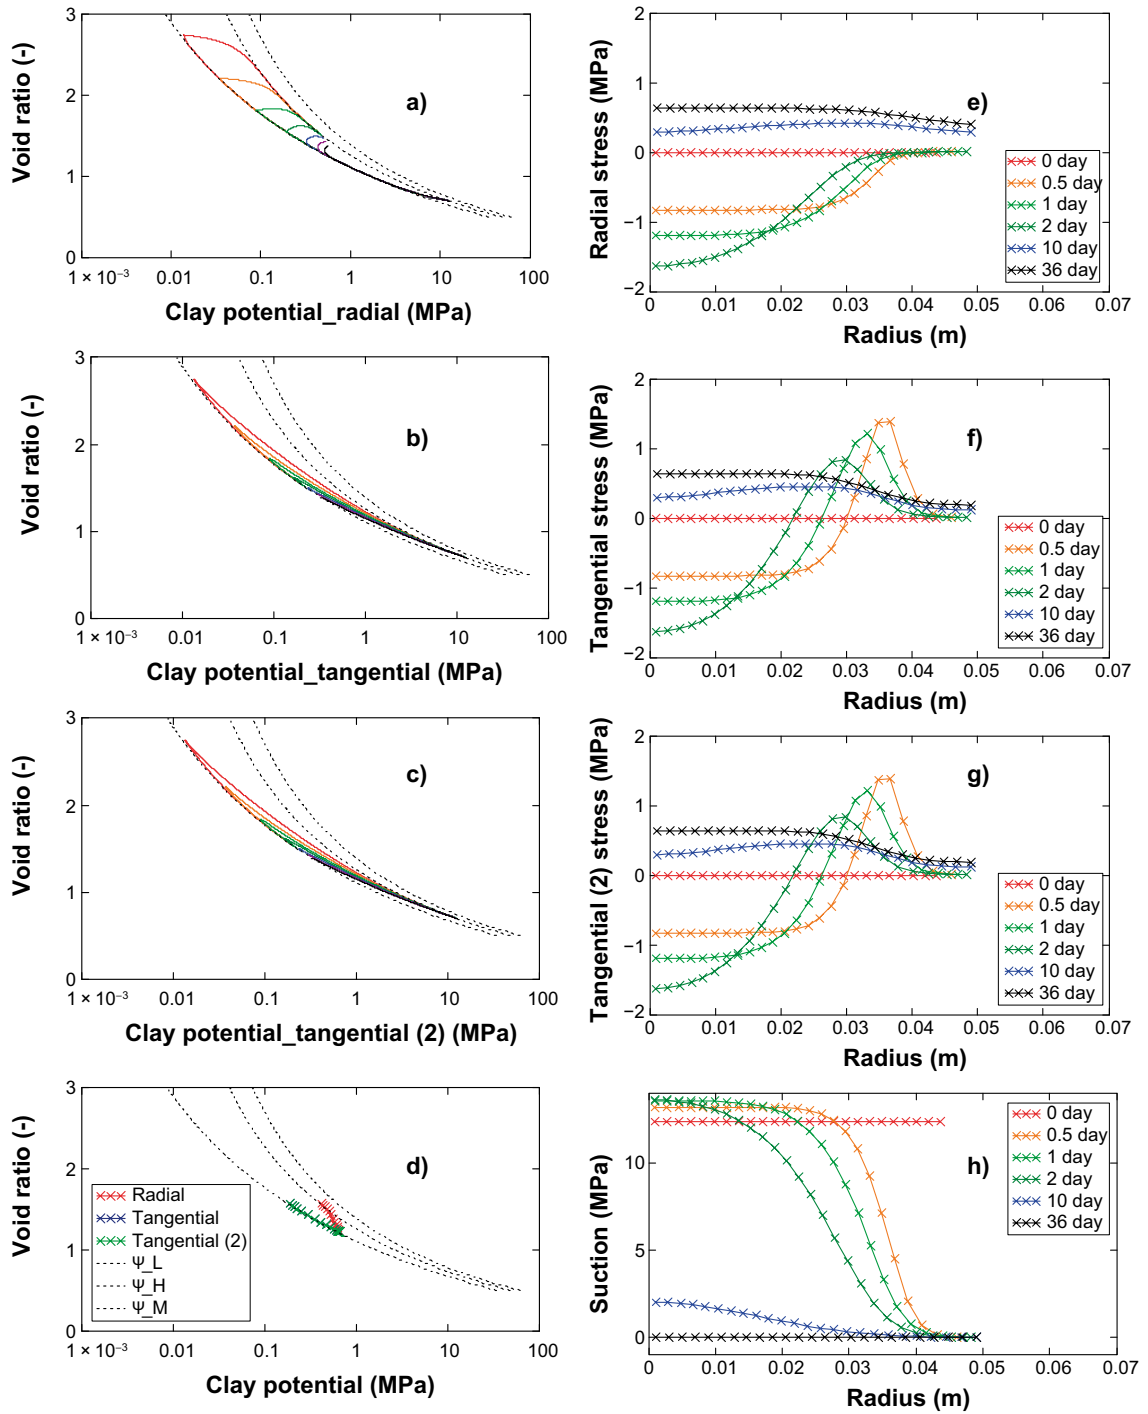 3
2
1
0
Void ratio (-)
a)
1 × 10⁻³
0.01
0.1
1
10
100
Clay potential_radial (MPa)
2
1
0
−1
−2
Radial stress (MPa)
e)
0 day
0.5 day
1 day
2 day
10 day
36 day
0
0.01
0.02
0.03
0.04
0.05
0.06
0.07
Radius (m)
3
2
1
0
Void ratio (-)
b)
1 × 10⁻³
0.01
0.1
1
10
100
Clay potential_tangential (MPa)
2
1
0
−1
−2
Tangential stress (MPa)
f)
0 day
0.5 day
1 day
2 day
10 day
36 day
0
0.01
0.02
0.03
0.04
0.05
0.06
0.07
Radius (m)
3
2
1
0
Void ratio (-)
c)
1 × 10⁻³
0.01
0.1
1
10
100
Clay potential_tangential (2) (MPa)
2
1
0
−1
−2
Tangential (2) stress (MPa)
g)
0 day
0.5 day
1 day
2 day
10 day
36 day
0
0.01
0.02
0.03
0.04
0.05
0.06
0.07
Radius (m)
3
2
1
0
Void ratio (-)
d)
Radial
Tangential
Tangential (2)
Ψ_L
Ψ_H
Ψ_M
1 × 10⁻³
0.01
0.1
1
10
100
Clay potential (MPa)
10
5
0
Suction (MPa)
h)
0 day
0.5 day
1 day
2 day
10 day
36 day
0
0.01
0.02
0.03
0.04
0.05
0.06
0.07
Radius (m)